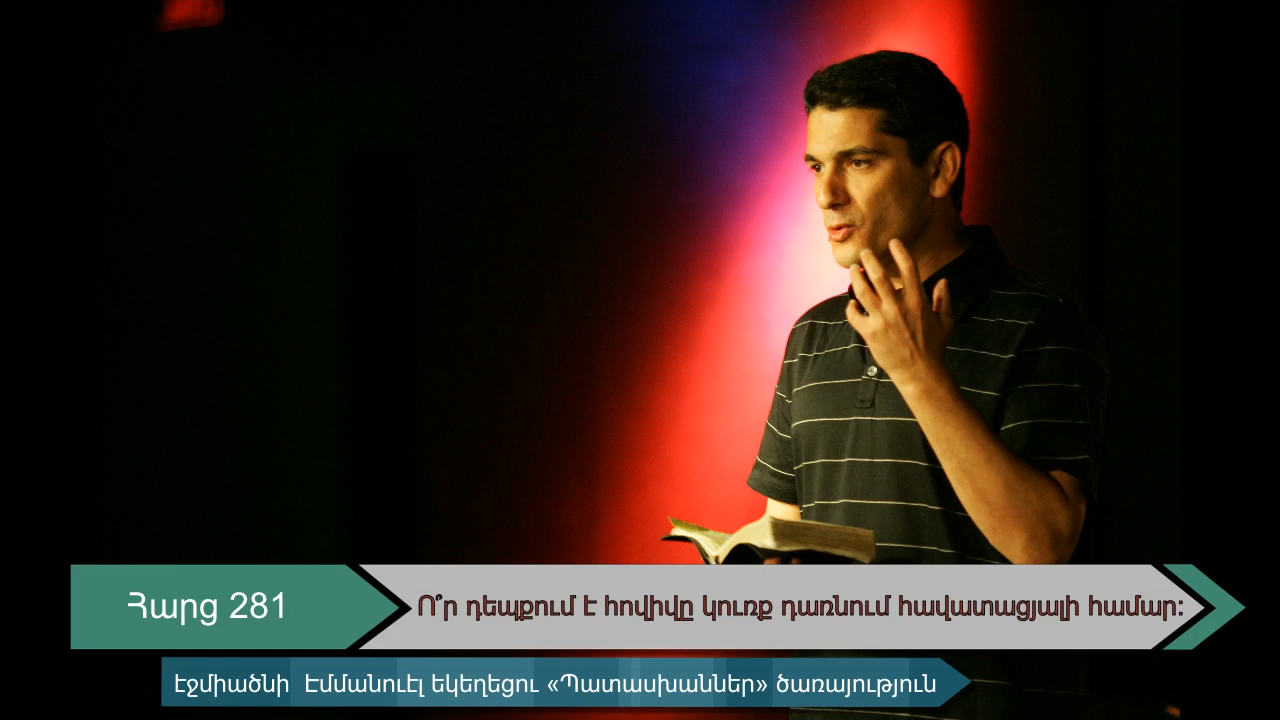 Հարց 281
Ո՞ր դեպքում է հովիվը կուռք դառնում հավատացյալի համար:
Էջմիածնի  Էմմանուէլ եկեղեցու «Պատասխաններ» ծառայություն